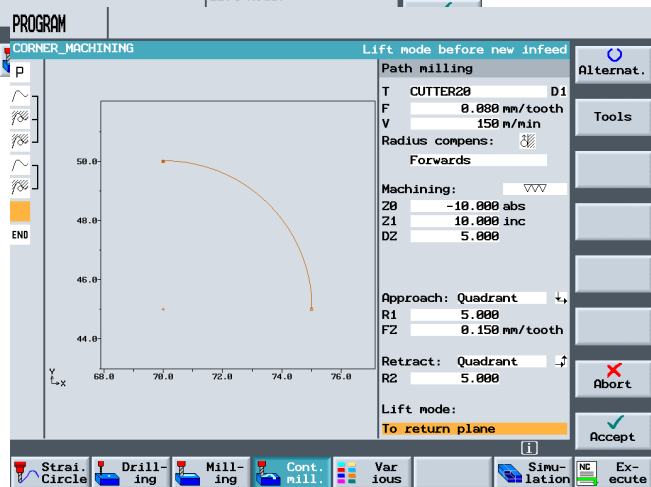 PROGRAM
CORNER_MACHINING Lift mode before new infeed
P
END
50.0
48.0
46.0
44.0
Y
X
68.0 70.0 72.0 74.0 76.0
Path milling
T CUTTER20 D1
F 0.080 mm/tooth
V 150 m/min
Radius compens:
Forwards
Machining: ▽▽▽
Z0 -10.000 abs
Z1 10.000 inc
DZ 5.000
Approach: Quadrant
R1 5.000
FZ 0.150 mm/tooth
Retract: Quadrant
R2 5.000
Lift mode:
To return plane
Alternat.
Tools
Abort
Accept
i
Strai.
Circle
Drill-
ing
Mill-
ing
Cont.
mill.
Var
ious
Simu-
lation
NC Ex-
ecute